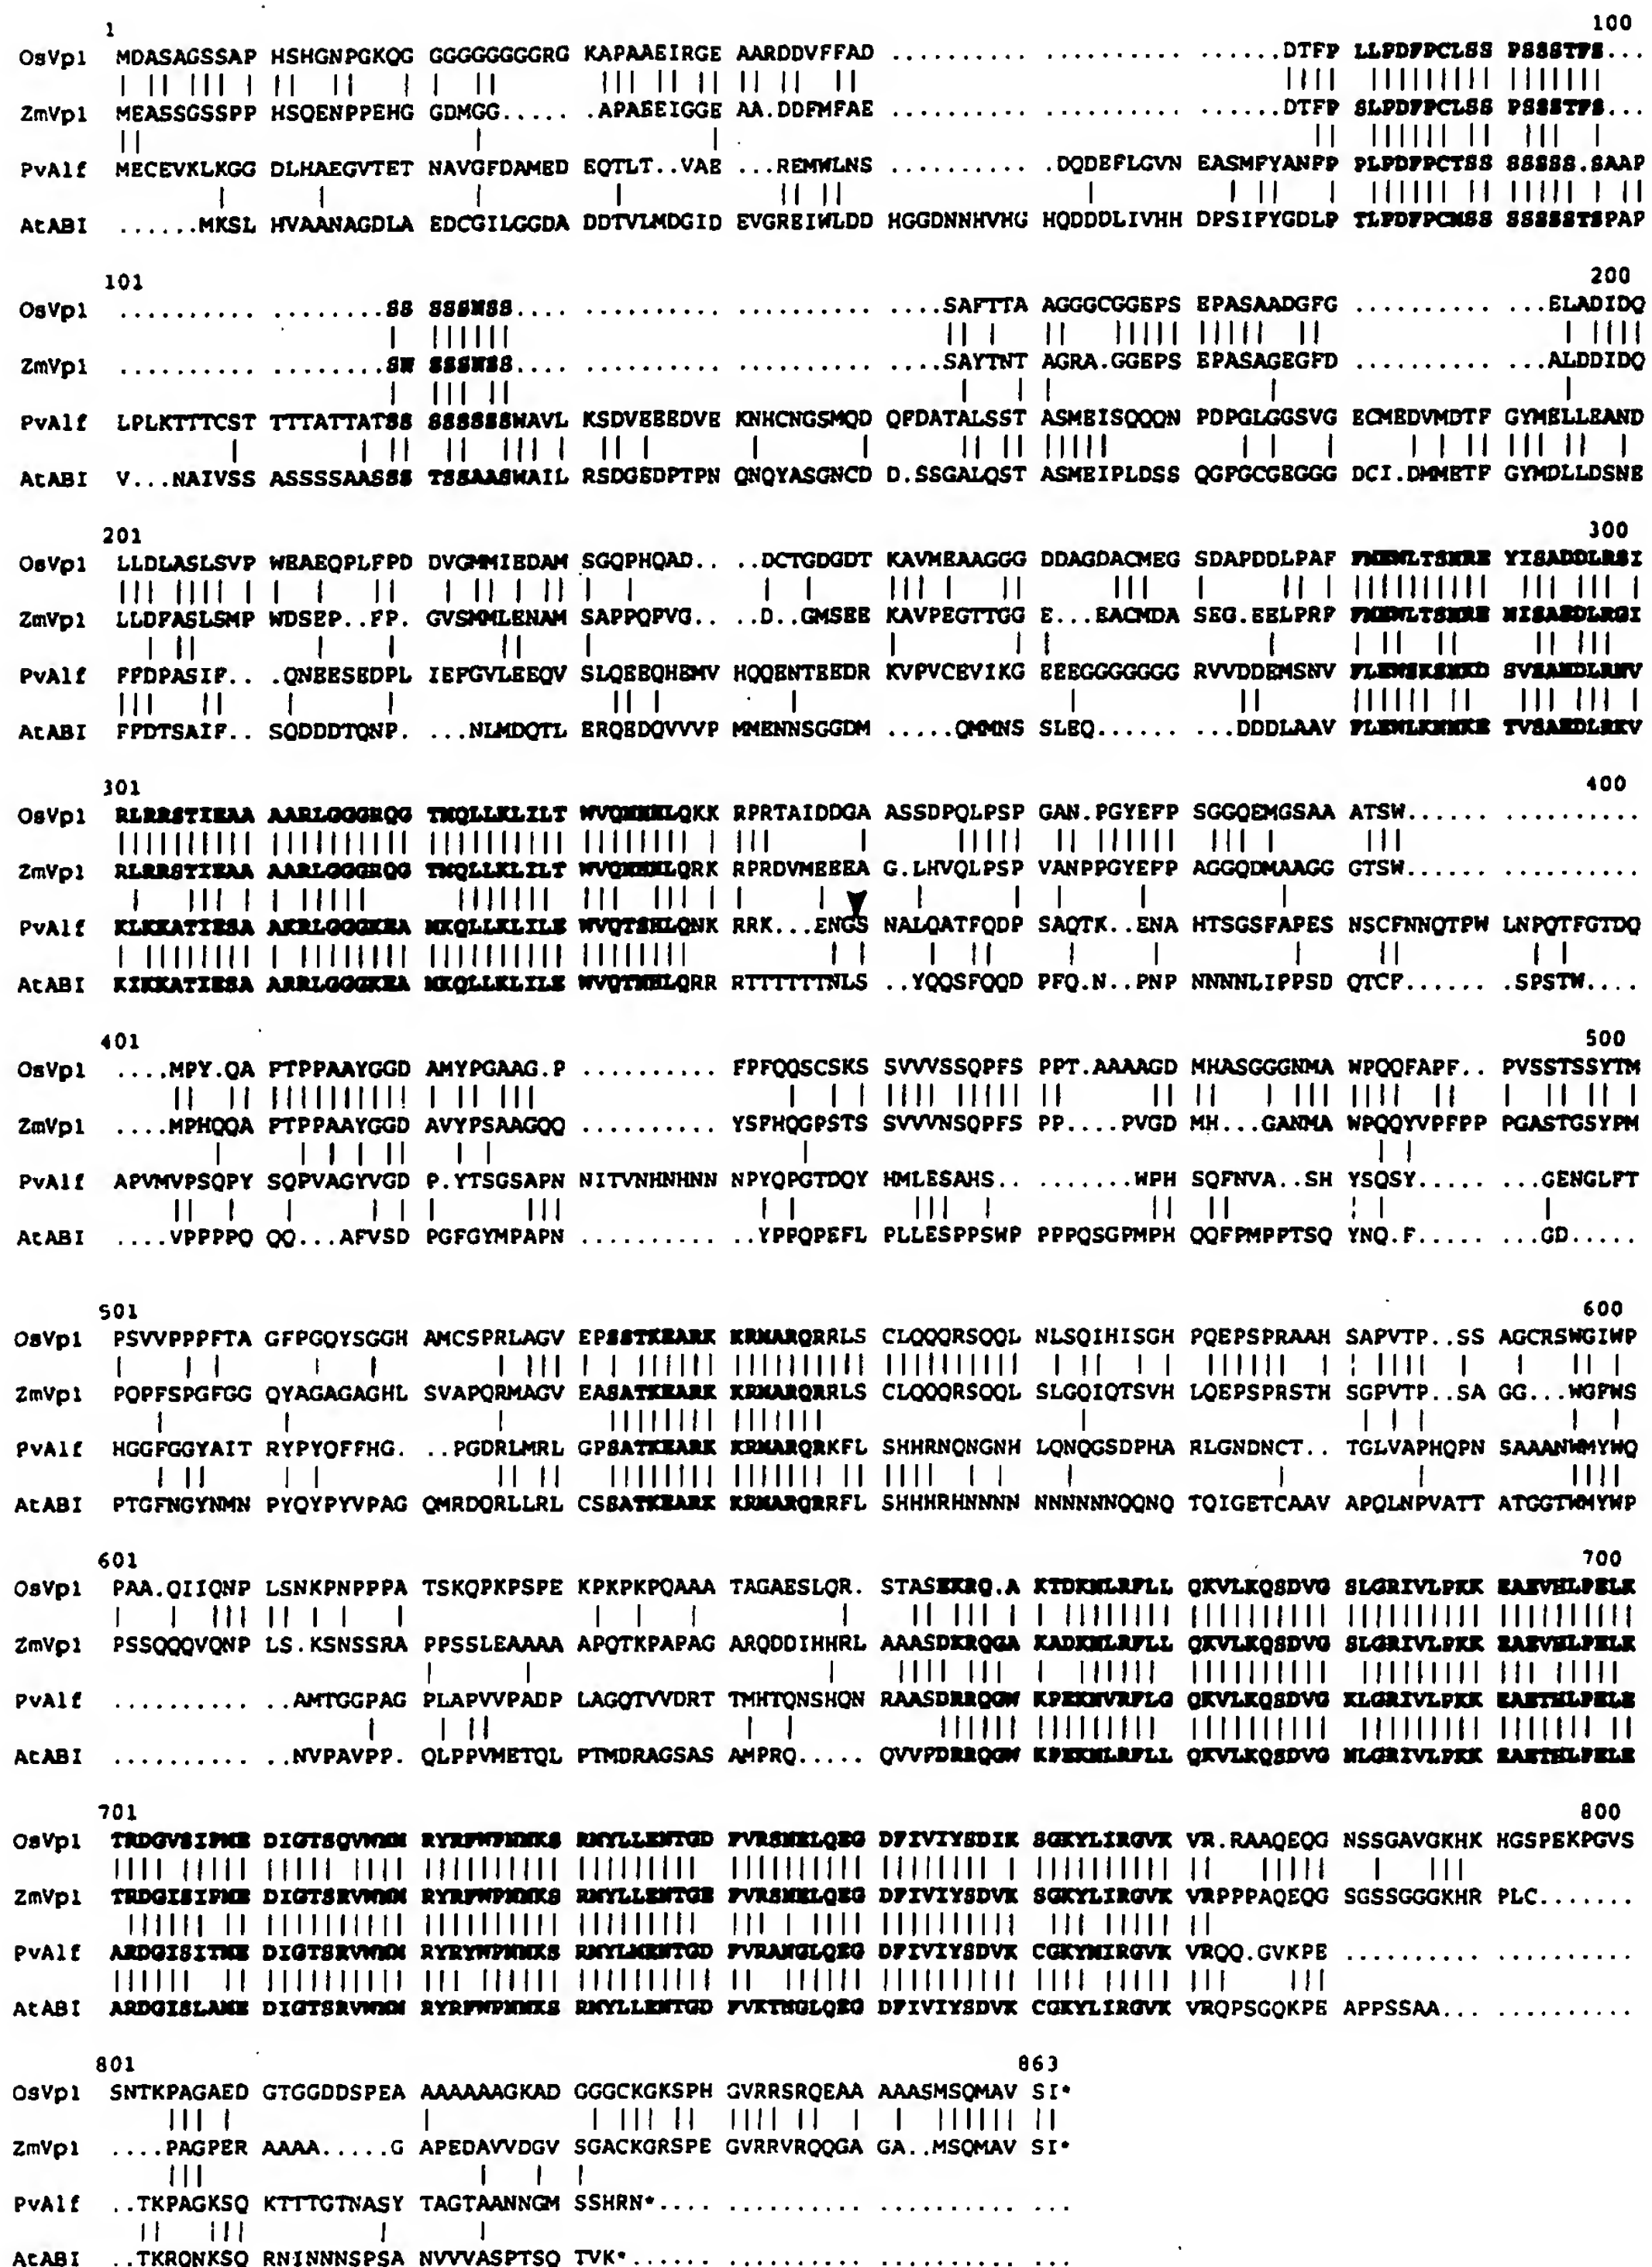 1 100
OsVp1 MDASAGSSAP HSHGNPGKQG GGGGGGGGRG KAPAAEIRGE AARDDVFFAD .......... .......... ......DTFP LLPDFPCLSS PSSSTFS...
ZmVp1 MEASSGSSPP HSQENPPEHG GDMGG..... .APAEEIGGE AA.DDFMFAE .......... .......... ......DTFP SLPDFPCLSS PSSSTFS...
PvAlf MECEVKLKGG DLHAEGVTET NAVGFDAMED EQTLT..VAE ...REMWLNS .......... .DQDEFLGVN EASMFYANFP PLPDFPCTSS SSSSS.SAAP
AtABI ......MKSL HVAANAGDLA EDCGILGGDA DDTVLMDGID EVGREIWLDD HGGDNNHVHG HQDDDLIVHH DPSIFYGDLP TLPDFPCMSS SSSSSTSPAP
101 200
OsVp1 .......... ........SS SSSNSS.... .......... .......... ....SAFTTA AGGGCGGEPS EPASAADGFG .......... ...ELADIDQ
ZmVp1 .......... ........SN SSSNSS.... .......... .......... ....SAYTNT AGRA.GGEPS EPASAGEGFD .......... ...ALDDIDQ
PvAlf LPLKTTTCST TTTTATTATSS SSSSSSWAVL KSDVEEEDVE KNHCNGSMQD QFDATALSST ASMEISQQQN PDPGLGGSVG ECMEDVMDTF GYMELLEAND
AtABI V...NAIVSS ASSSSAASSS TSSAASWAIL RSDGEDPTPN QNQYASGNCD D.SSGALQST ASMEIPLDSS QGFGCGEGGG DCI.DMMETF GYMDLLDSNE
201 300
OsVp1 LLDLASLSVP WEAEQPLFPD DVGMMIEDAM SGQPHQAD.. ..DCTGDGDT KAVMEAAGGG DDAGDACMEG SDAPDDLPAF FMEWLTSNRE YISADDLRSI
ZmVp1 LLDFASLSMP WDSEP..FP. GVSMMLENAM SAPPQPVG.. ..D..GMSEE KAVPEGTTGG E...EACMDA SEG.EELPRF FMEWLTSNRE NISAEDLRGI
PvAlf FFDPASIF.. .QNEESEDPL IEFGVLEEQV SLQEEQHEMV HQQENTEEDR KVPVCEVIKG EEEGGGGGGG RVVDDEMSNV FLEWSKSNKD SVSANDLRNV
AtABI FFDTSAIF.. SQDDDTQNP. ...NLMDQTL ERQEDQVVVP MMENNSGGDM .....QMMNS SLEQ...... ...DDDLAAV FLEWLKNNKE TVSAEDLRKV
301 400
OsVp1 RLRRSTIEAA AARLGGGRQG TMQLLKLILT WVQNHHLQKK RPRTAIDDGA ASSDPQLPSP GAN.PGYEFP SGGQEMGSAA ATSW...... ..........
ZmVp1 RLRRSTIEAA AARLGGGRQG TMQLLKLILT WVQNHHLQRK RPRDVMEEEA G.LHVQLPSP VANPPGYEFP AGGQDMAAGG GTSW...... ..........
PvAlf KLKKATIESA AKRLGGGKEA MKQLLKLILE WVQTSHLQNK RRK...ENGS NALQATFQDP SAQTK..ENA HTSGSFAPES NSCFNNQTPW LNPQTFGTDQ
AtABI KIKKATIESA ARRLGGGKEA MKQLLKLILE WVQTNHLQRR RTTTTTTTNLS ..YQQSFQQD PFQ.N..PNP NNNNLIPPSD QTCF...... .SPSTW....
401 500
OsVp1 ....MPY.QA FTPPAAYGGD AMYPGAAG.P .......... FPFQQSCSKS SVVVSSQPFS PPT.AAAAGD MHASGGGNMA WPQQFAPF.. PVSSTSSYTM
ZmVp1 ....MPHQQA FTPPAAYGGD AVYPSAAGQQ .......... YSFHQGPSTS SVVVNSQPFS PP....PVGD MH...GANMA WPQQYVPFPP PGASTGSYPM
PvAlf APVMVPSQPY SQPVAGYVGD P.YTSGSAPN NITVNHNHNN NPYQPGTDQY HMLESAHS.. .......WPH SQFNVA..SH YSQSY..... ....GENGLFT
AtABI ....VPPPPQ QQ...AFVSD PGFGYMPAPN .......... ..YPPQPEFL PLLESPPSWP PPPQSGPMPH QQFPMPPTSQ YNQ.F..... ....GD.....
501 600
OsVp1 PSVVPPPFTA GFPGQYSGGH AMCSPRLAGV EPSSTKEARK KRMARQRRLS CLQQQRSQQL NLSQIHISGH PQEPSPRAAH SAPVTP..SS AGCRSWGIWP
ZmVp1 PQPFSPGFGG QYAGAGAGHL SVAPQRMAGV EASATKEARK KRMARQRRLS CLQQQRSQQL SLGQIQTSVH LQEPSPRSTH SGPVTP..SA GG...WGFWS
PvAlf HGGFGGYAIT RYPYQFFHG. ..PGDRLMRL GPSATKEARK KRMARQRKFL SHHRNQNGNH LQNQGSDPHA RLGNDNCT.. TGLVAPHQPN SAAANWMYWQ
AtABI PTGFNGYNMN PYQYPYVPAG QMRDQRLLRL CSSATKEARK KRMARQRRFL SHHHRHNNNN NNNNNNQQNQ TQIGETCAAV APQLNPVATT ATGGTWMYWP
601 700
OsVp1 PAA.QIIQNP LSNKPNPPPA TSKQPKPSPE KPKPKPQAAA TAGAESLQR. STASEKRQ.A KTDKNLRFLL QKVLKQSDVG SLGRIVLPKK EAEVHLPELK
ZmVp1 PSSQQQVQNP LS.KSNSSRA PPSSLEAAAA APQTKPAPAG ARQDDIHHRL AAASDKRQGA KADKNLRFLL QKVLKQSDVG SLGRIVLPKK EAEVHLPELK
PvAlf .......... ..AMTGGPAG PLAPVVPADP LAGQTVVDRT TMHTQNSHQN RAASDRRQGW KPEKNVRFLG QKVLKQSDVG KLGRIVLPKK EAETHLPELE
AtABI .......... ..NVPAVPP. QLPPVMETQL PTMDRAGSAS AMPRQ..... QVVPDRRQGW KPEKNLRFLL QKVLKQSDVG NLGRIVLPKK EAETHLPELE
701 800
OsVp1 TRDGVSIPME DIGTSQVWNM RYRFWPNNKS RMYLLENTGD FVRSNELQEG DFIVIYSDIK SGKYLIRGVK VR.RAAQEQG NSSGAVGKHK HGSPEKPGVS
ZmVp1 TRDGISIPME DIGTSRVWNM RYRFWPNNKS RMYLLENTGE FVRSNELQEG DFIVIYSDVK SGKYLIRGVK VRPPPAQEQG SGSSGGGKHR PLC.......
PvAlf ARDGISITME DIGTSRVWNM RYRYWPNNKS RMYLMENTGD FVRANGLQEG DFIVIYSDVK CGKYMIRGVK VRQQ.GVKPE .......... ..........
AtABI ARDGISLAME DIGTSRVWNM RYRFWPNNKS RMYLLENTGD FVKTNGLQEG DFIVIYSDVK CGKYLIRGVK VRQPSGQKPE APPSSAA... ..........
801 863
OsVp1 SNTKPAGAED GTGGDDSPEA AAAAAAGKAD GGGCKGKSPH GVRRSRQEAA AAASMSQMAV SI*
ZmVp1 ....PAGPER AAAA.....G APEDAVVDGV SGACKGRSPE GVRRVRQQGA GA..MSQMAV SI*
PvAlf ..TKPAGKSQ KTTTGTNASY TAGTAANNGM SSHRN*.... .......... .......... ...
AtABI ..TKRQNKSQ RNINNNSPSA NVVVASPTSQ TVK*...... .......... .......... ...